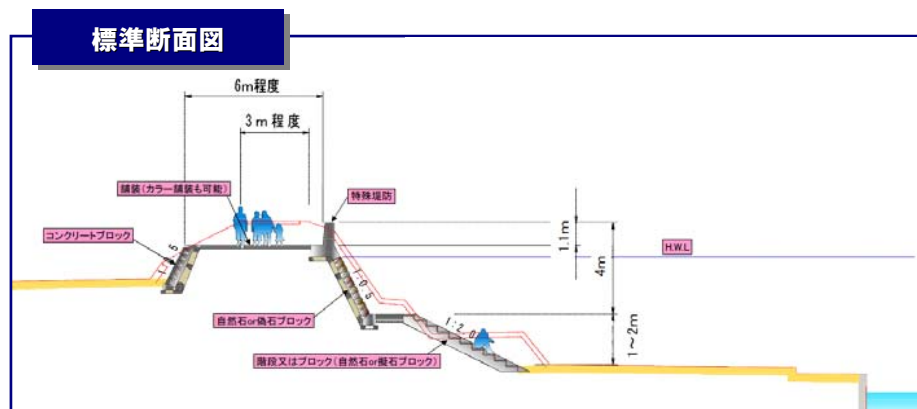 標準断面図
6m程度
3m程度
舗装(カラー舗装も可能)
特殊堤防
コンクリートブロック
1.1m
H.W.L
4m
1:0.5
自然石or偽石ブロック
1:2.0
1~2m
階段又はブロック(自然石or擬石ブロック)